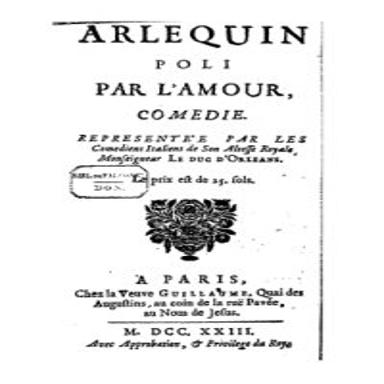 ARLEQUIN
POLI
PAR L'AMOUR,
COMEDIE.
REPRESENTE'E PAR LES
Comediens Italiens de Son Altesse Royale
Monseigneur LE DUC D'ORLEANS.
Le prix est de 25. sols.
DON.
A PARIS,
Chez la Veuve GUILLAUME, Quai des
Augustins, au coin de la ruë Pavée,
au Nom de Jesus.
M. DCC. XXIII.
Avec Approbation, & Privilege du Roy.